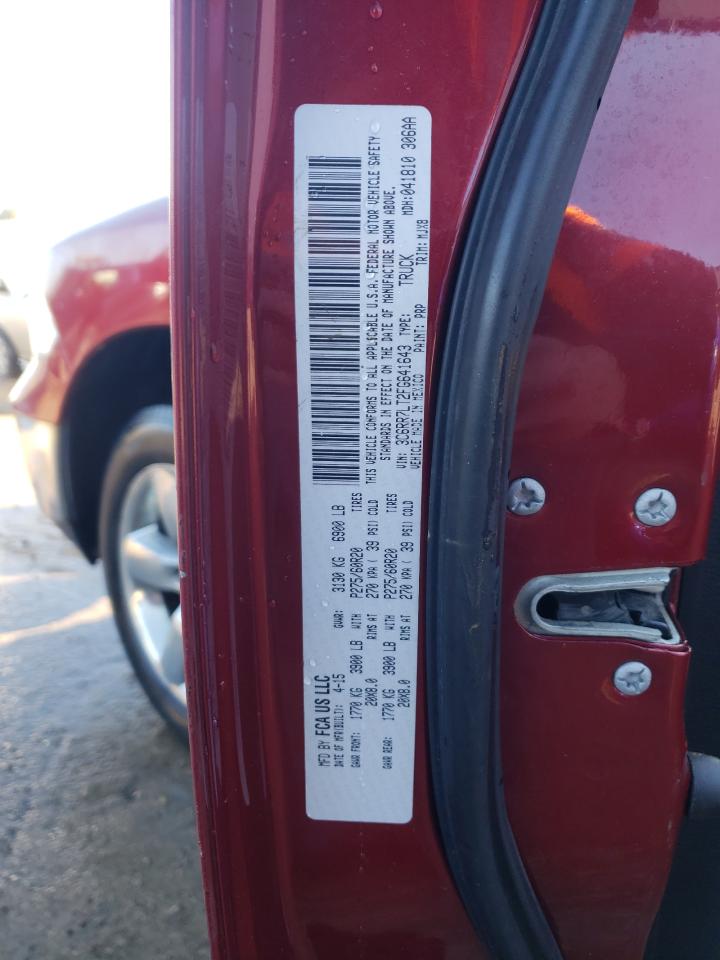 MFD BY FCA US LLC
DATE OF MFR(BUILT): 4-15 GVWR: 3130 KG 6900 LB
GAWR FRONT: 1770 KG 3900 LB WITH P275/60R20 TIRES
20X8.0 RIMS AT 270 KPA ( 39 PSI) COLD
GAWR REAR: 1770 KG 3900 LB WITH P275/60R20 TIRES
20X8.0 RIMS AT 270 KPA ( 39 PSI) COLD
THIS VEHICLE CONFORMS TO ALL APPLICABLE U.S.A. FEDERAL MOTOR VEHICLE SAFETY
STANDARDS IN EFFECT ON THE DATE OF MANUFACTURE SHOWN ABOVE.
VIN: 3C6RR7LT2FG641643 TYPE: TRUCK MDH: 041810 306AA
VEHICLE MADE IN MEXICO PAINT: PRP TRIM: MJX8